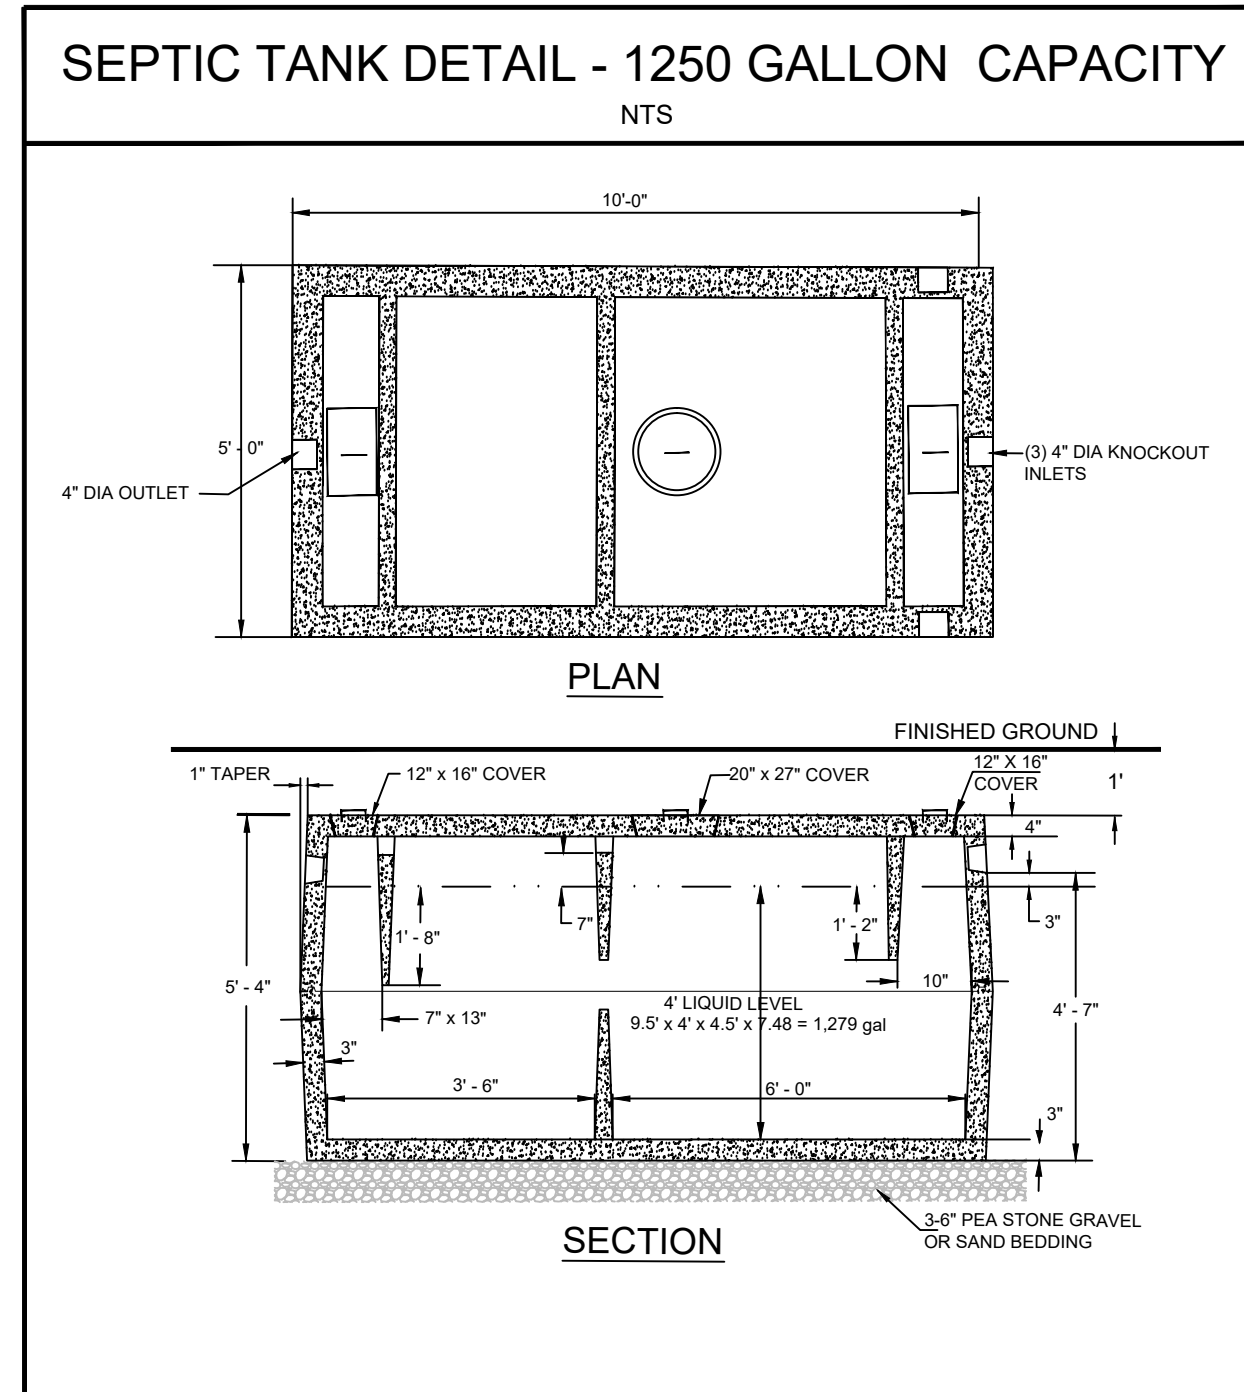 SEPTIC TANK DETAIL - 1250 GALLON CAPACITY
NTS
10'-0"
5' - 0"
4" DIA OUTLET
(3) 4" DIA KNOCKOUT
INLETS
PLAN
FINISHED GROUND
1" TAPER
12" x 16" COVER
20" x 27" COVER
12" X 16"
COVER
1'
4"
7"
1' - 8"
1' - 2"
3"
5' - 4"
10"
4' LIQUID LEVEL
9.5' x 4' x 4.5' x 7.48 = 1,279 gal
4' - 7"
7" x 13"
3"
3' - 6"
6' - 0"
3"
3-6" PEA STONE GRAVEL
OR SAND BEDDING
SECTION